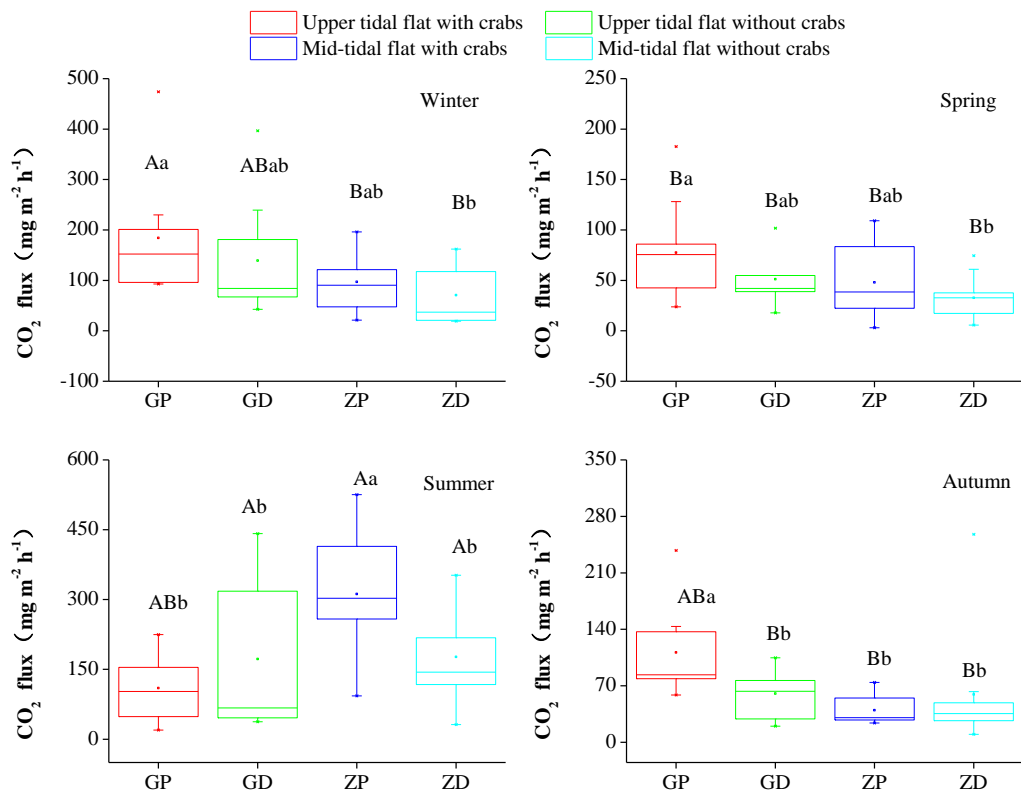 Upper tidal flat with crabs
Upper tidal flat without crabs
Mid-tidal flat with crabs
Mid-tidal flat without crabs
500
400
300
200
100
0
-100
CO2 flux (mg m-2 h-1)
Winter
Aa
ABab
Bab
Bb
GP GD ZP ZD
250
200
150
100
50
0
-50
CO2 flux (mg m-2 h-1)
Spring
Ba
Bab
Bab
Bb
GP GD ZP ZD
600
450
300
150
0
CO2 flux (mg m-2 h-1)
Summer
ABb
Ab
Aa
Ab
GP GD ZP ZD
350
280
210
140
70
0
CO2 flux (mg m-2 h-1)
Autumn
ABa
Bb
Bb
Bb
GP GD ZP ZD